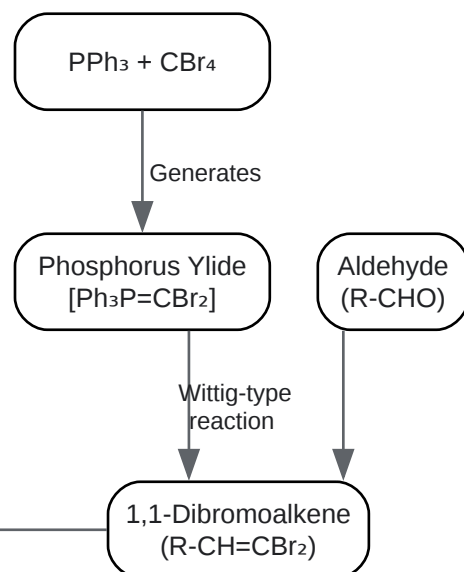 PPh₃ + CBr₄
Generates
Phosphorus Ylide
[Ph₃P=CBr₂]
Aldehyde
(R-CHO)
Wittig-type
reaction
1,1-Dibromoalkene
(R-CH=CBr₂)